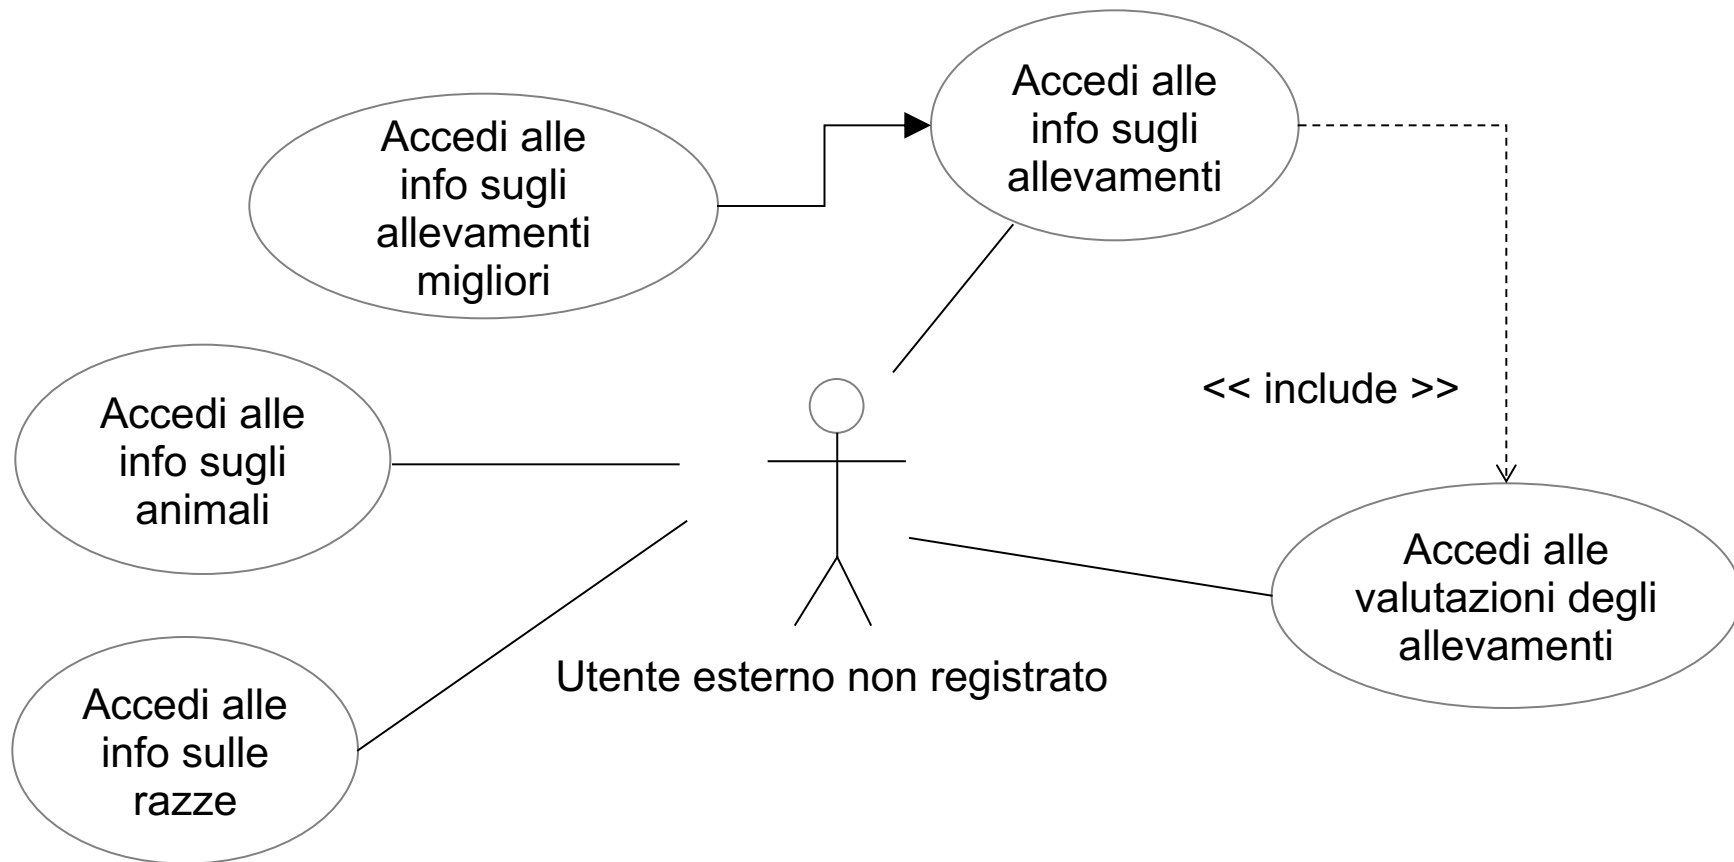 Accedi alle
info sugli
allevamenti
Accedi alle
info sugli
allevamenti
migliori
<< include >>
Accedi alle
info sugli
animali
Accedi alle
valutazioni degli
allevamenti
Utente esterno non registrato
Accedi alle
info sulle
razze